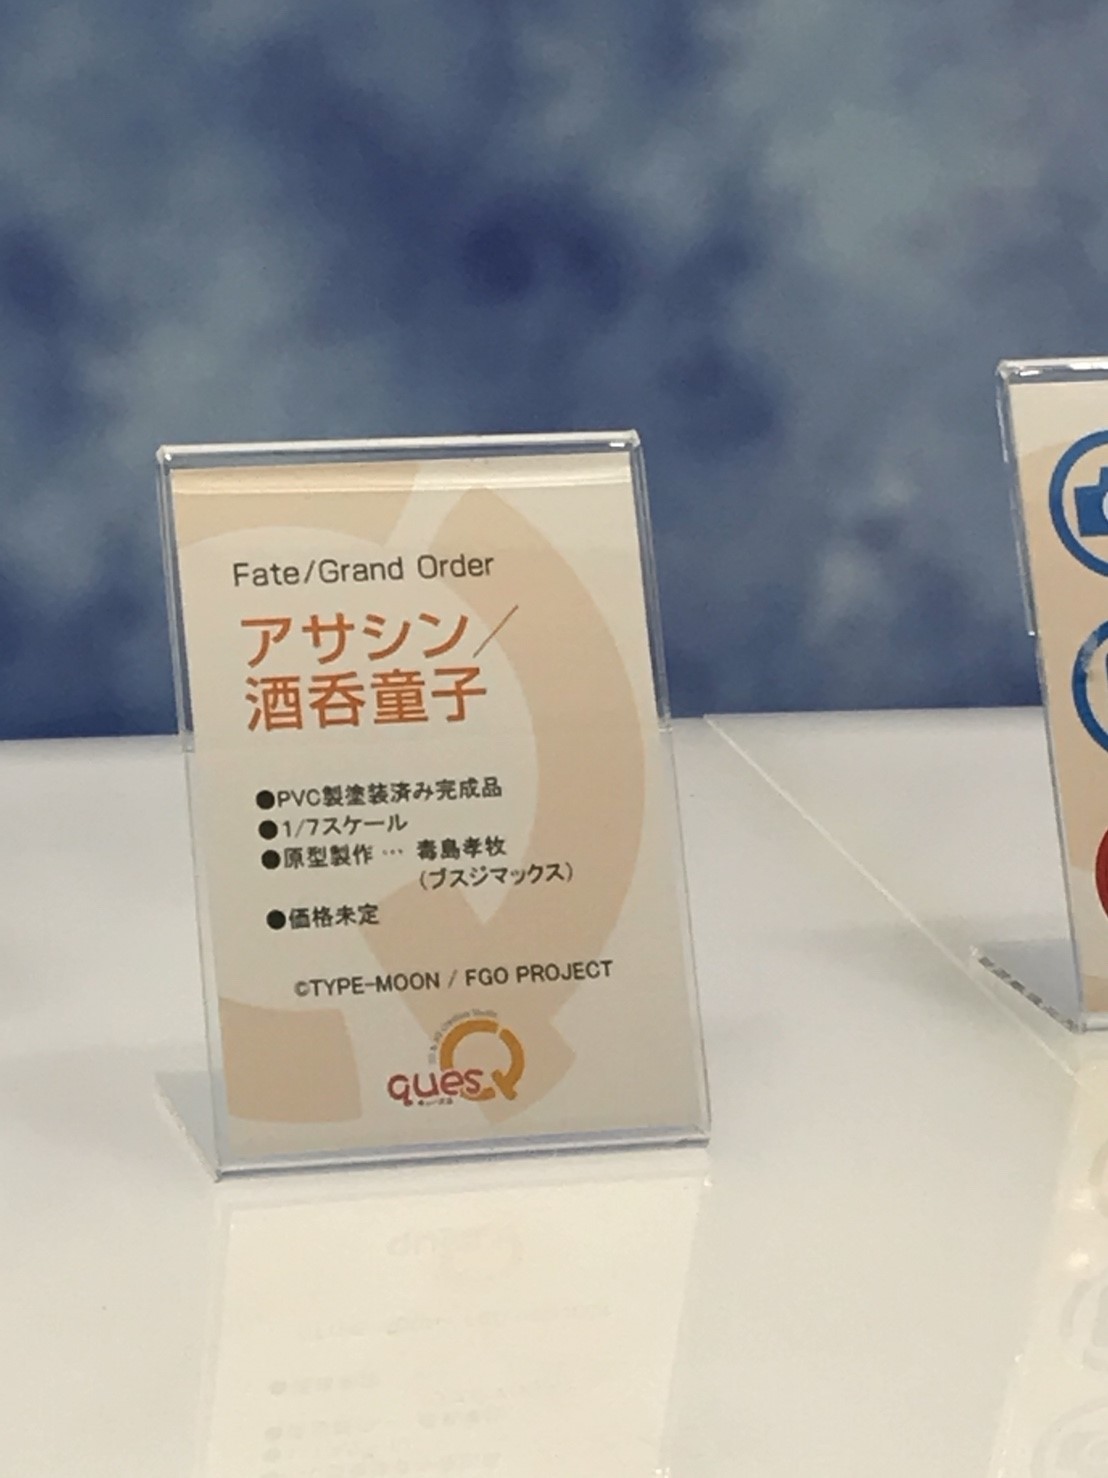 Fate/Grand Order
アサシン／
酒呑童子
●PVC製塗装済み完成品
●1/7スケール
●原型製作 … 毒島孝牧
(ブスジマックス)
●価格未定
©TYPE-MOON / FGO PROJECT
quesQ